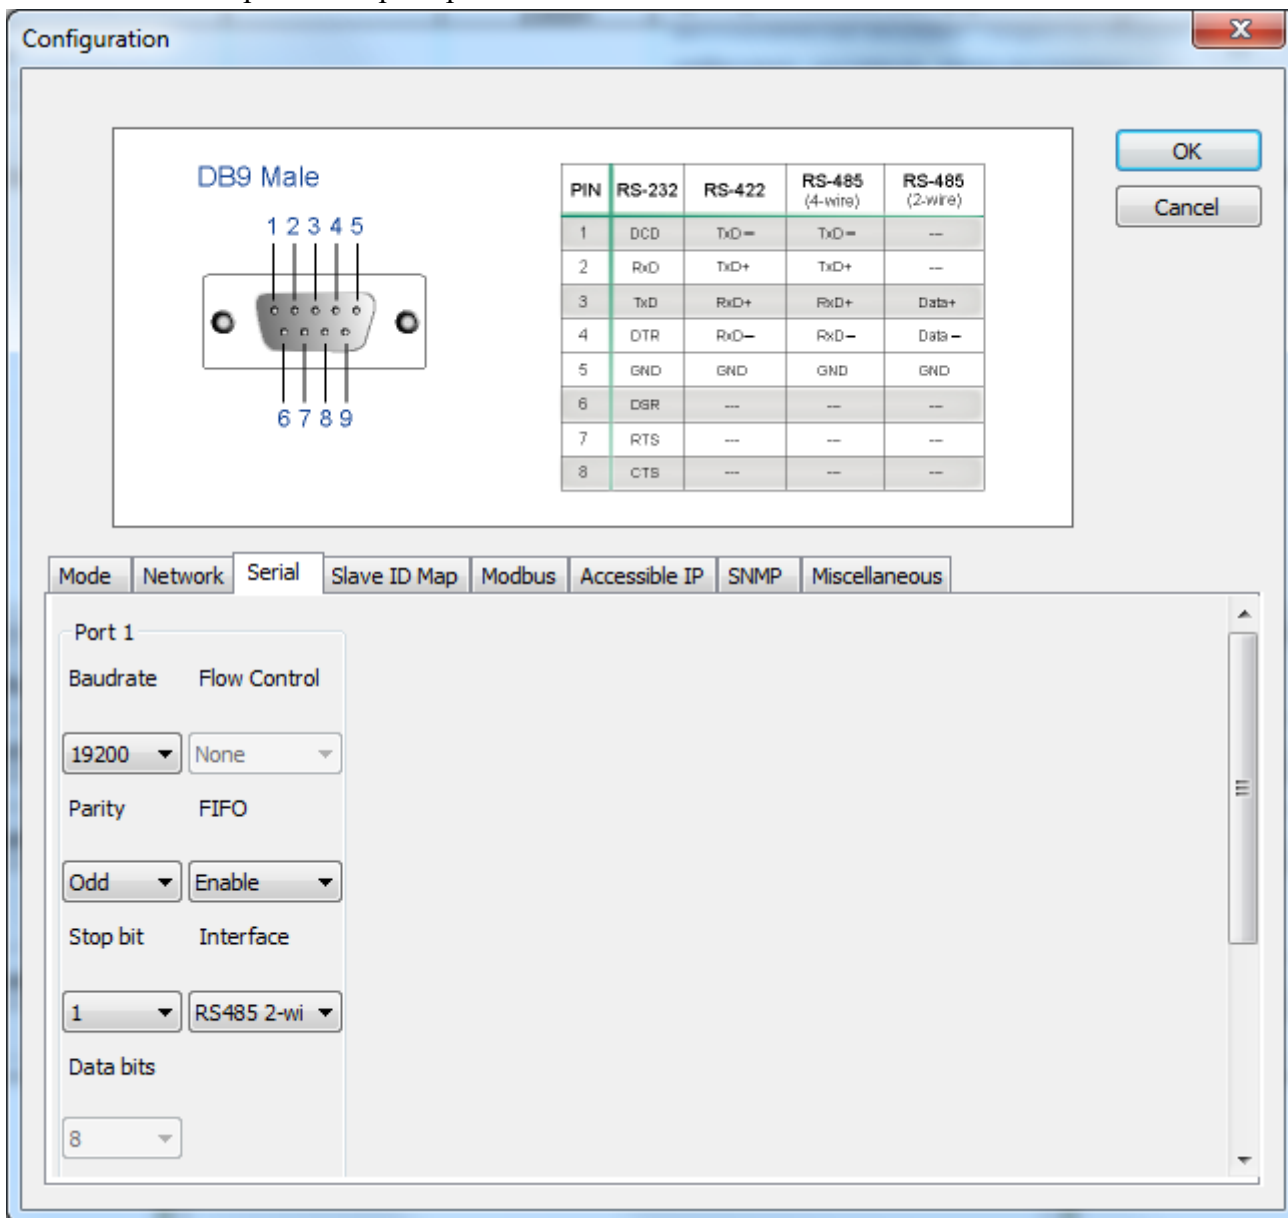 Configuration
OK
Cancel
DB9 Male
1 2 3 4 5
6 7 8 9
PIN RS-232 RS-422 RS-485 (4-wire) RS-485 (2-wire)
1 DCD TxD− TxD− ---
2 RxD TxD+ TxD+ ---
3 TxD RxD+ RxD+ Data+
4 DTR RxD− RxD− Data−
5 GND GND GND GND
6 DSR --- --- ---
7 RTS --- --- ---
8 CTS --- --- ---
Mode Network Serial Slave ID Map Modbus Accessible IP SNMP Miscellaneous
Port 1
Baudrate Flow Control
19200 None
Parity FIFO
Odd Enable
Stop bit Interface
1 RS485 2-wi
Data bits
8